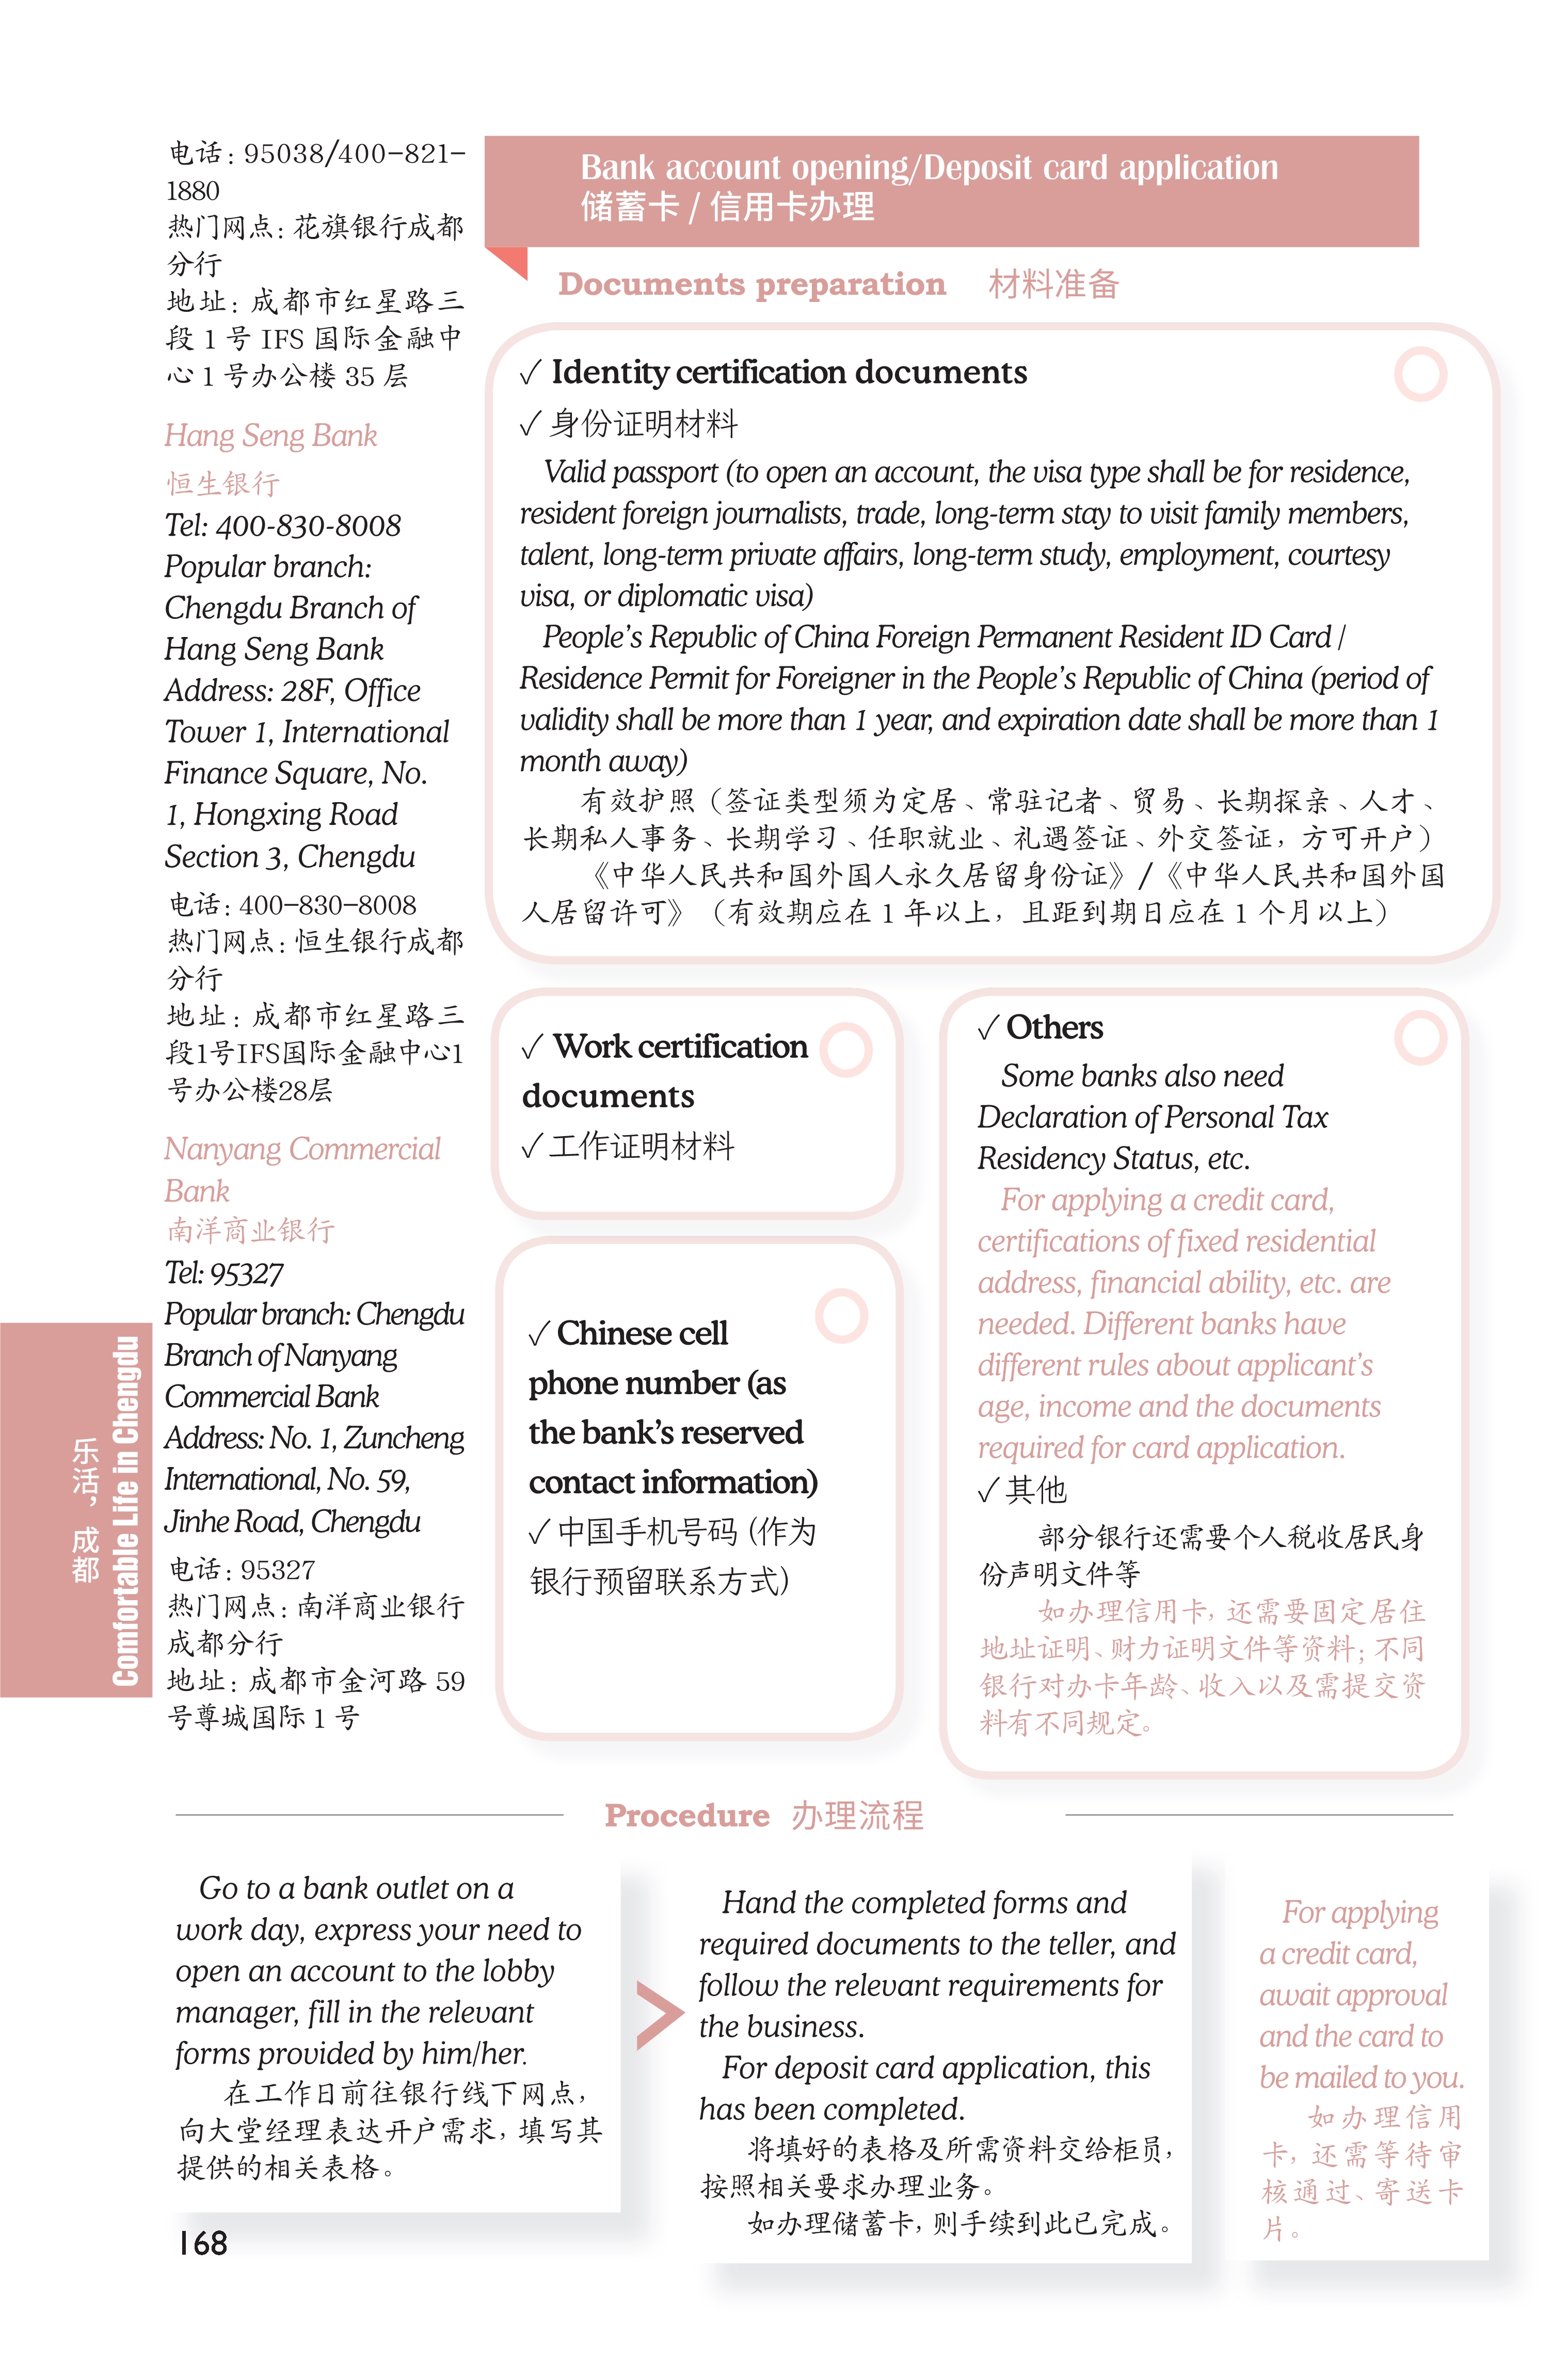 电话：95038/400-821-
1880
热门网点：花旗银行成都
分行
地址：成都市红星路三
段 1 号 IFS 国际金融中
心 1 号办公楼 35 层
Hang Seng Bank
恒生银行
Tel: 400-830-8008
Popular branch:
Chengdu Branch of
Hang Seng Bank
Address: 28F, Office
Tower 1, International
Finance Square, No.
1, Hongxing Road
Section 3, Chengdu
电话：400-830-8008
热门网点：恒生银行成都
分行
地址：成都市红星路三
段1号IFS国际金融中心1
号办公楼28层
Nanyang Commercial
Bank
南洋商业银行
Tel: 95327
Popular branch: Chengdu
Branch of Nanyang
Commercial Bank
Address: No. 1, Zuncheng
International, No. 59,
Jinhe Road, Chengdu
电话：95327
热门网点：南洋商业银行
成都分行
地址：成都市金河路 59
号尊城国际 1 号
Bank account opening/Deposit card application
储蓄卡 / 信用卡办理
Documents preparation 材料准备
✓ Identity certification documents
✓ 身份证明材料
Valid passport (to open an account, the visa type shall be for residence,
resident foreign journalists, trade, long-term stay to visit family members,
talent, long-term private affairs, long-term study, employment, courtesy
visa, or diplomatic visa)
People’s Republic of China Foreign Permanent Resident ID Card /
Residence Permit for Foreigner in the People’s Republic of China (period of
validity shall be more than 1 year, and expiration date shall be more than 1
month away)
有效护照（签证类型须为定居、常驻记者、贸易、长期探亲、人才、
长期私人事务、长期学习、任职就业、礼遇签证、外交签证，方可开户）
《中华人民共和国外国人永久居留身份证》/《中华人民共和国外国
人居留许可》（有效期应在 1 年以上，且距到期日应在 1 个月以上）
✓ Work certification
documents
✓ 工作证明材料
✓ Chinese cell
phone number (as
the bank’s reserved
contact information)
✓ 中国手机号码（作为
银行预留联系方式）
✓ Others
Some banks also need
Declaration of Personal Tax
Residency Status, etc.
For applying a credit card,
certifications of fixed residential
address, financial ability, etc. are
needed. Different banks have
different rules about applicant’s
age, income and the documents
required for card application.
✓ 其他
部分银行还需要个人税收居民身
份声明文件等
如办理信用卡，还需要固定居住
地址证明、财力证明文件等资料；不同
银行对办卡年龄、收入以及需提交资
料有不同规定。
乐活，成都
Comfortable Life in Chengdu
Procedure 办理流程
Go to a bank outlet on a
work day, express your need to
open an account to the lobby
manager, fill in the relevant
forms provided by him/her.
在工作日前往银行线下网点，
向大堂经理表达开户需求，填写其
提供的相关表格。
Hand the completed forms and
required documents to the teller, and
follow the relevant requirements for
the business.
For deposit card application, this
has been completed.
将填好的表格及所需资料交给柜员，
按照相关要求办理业务。
如办理储蓄卡，则手续到此已完成。
For applying
a credit card,
await approval
and the card to
be mailed to you.
如办理信用
卡，还需等待审
核通过、寄送卡
片。
168